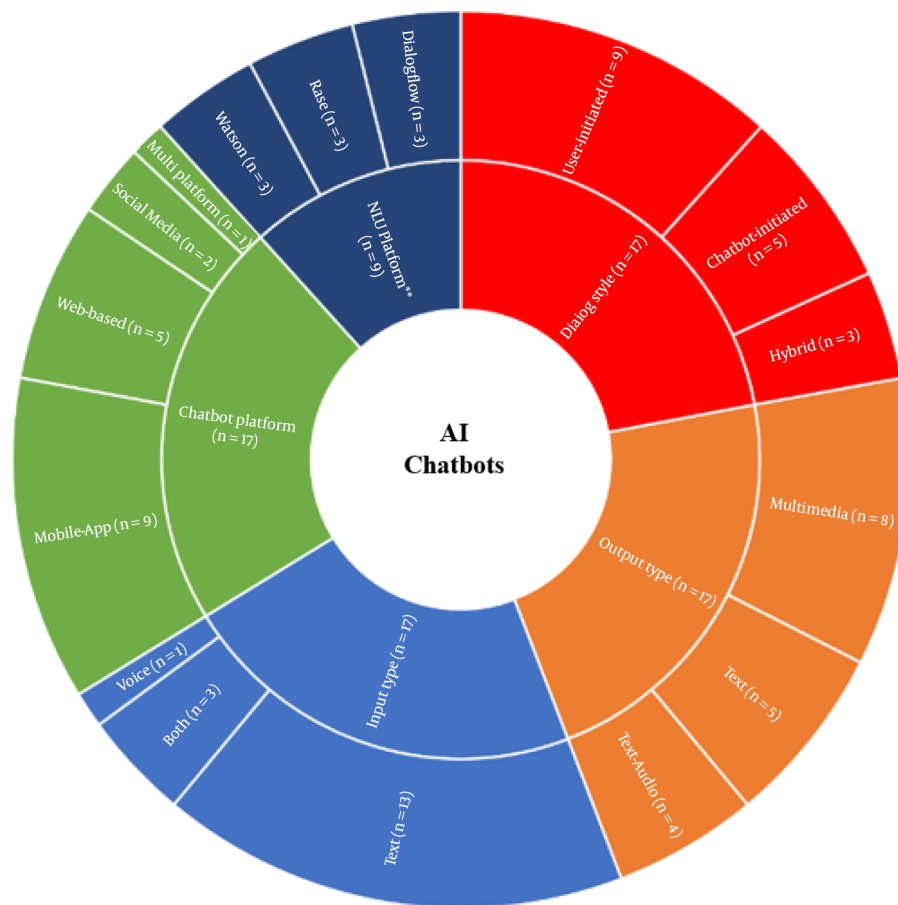 AI
Chatbots
Diaiog style (n = 17)
User-initiated (n = 9)
Chatbot-initiated
(n = 5)
Hybrid (n = 3)
Output type (n = 17)
Multimedia (n = 8)
Text (n = 5)
Text-Audio (n = 4)
Input type (n = 17)
Text (n = 13)
Both (n = 3)
Voice (n = 1)
Chatbot platform
(n = 17)
Mobile-App (n = 9)
Web-based (n = 5)
Social Media (n = 2)
Multi platform (n = 1)
NLU Platform**
(n = 9)
Watson (n = 3)
Rase (n = 3)
Dialogflow (n = 3)